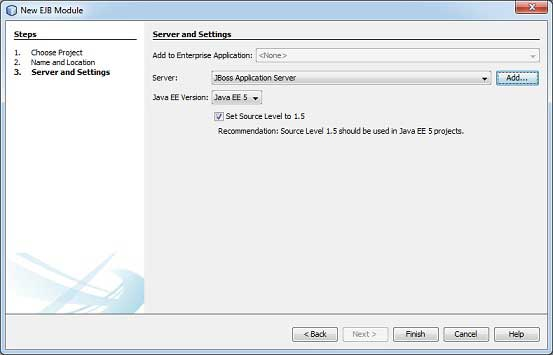 New EJB Module
Steps
1. Choose Project
2. Name and Location
3. Server and Settings
Server and Settings
Add to Enterprise Application: <None>
Server: JBoss Application Server Add...
Java EE Version: Java EE 5
Set Source Level to 1.5
Recommendation: Source Level 1.5 should be used in Java EE 5 projects.
< Back Next > Finish Cancel Help